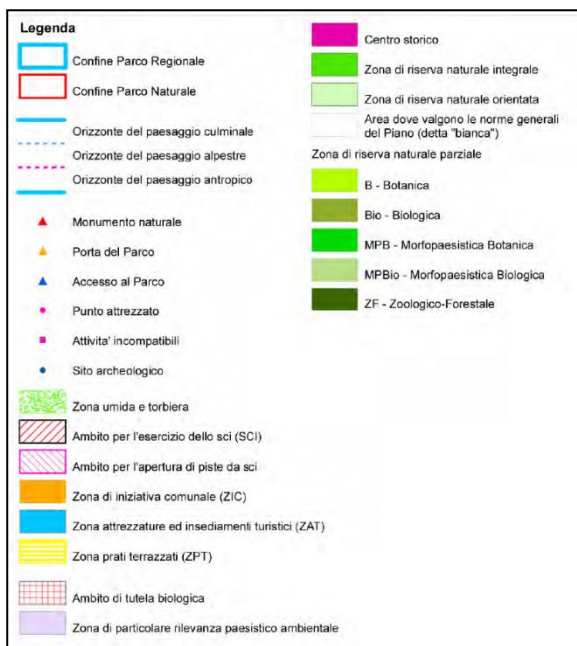 Legenda
Confine Parco Regionale
Confine Parco Naturale
Orizzonte del paesaggio culminale
Orizzonte del paesaggio alpestre
Orizzonte del paesaggio antropico
Monumento naturale
Porta del Parco
Accesso al Parco
Punto attrezzato
Attivita' incompatibili
Sito archeologico
Zona umida e torbiera
Ambito per l'esercizio dello sci (SCI)
Ambito per l'apertura di piste da sci
Zona di iniziativa comunale (ZIC)
Zona attrezzature ed insediamenti turistici (ZAT)
Zona prati terrazzati (ZPT)
Ambito di tutela biologica
Zona di particolare rilevanza paesistico ambientale
Centro storico
Zona di riserva naturale integrale
Zona di riserva naturale orientata
Area dove valgono le norme generali
del Piano (detta "bianca")
Zona di riserva naturale parziale
B - Botanica
Bio - Biologica
MPB - Morfopaesistica Botanica
MPBio - Morfopaesistica Biologica
ZF - Zoologico-Forestale